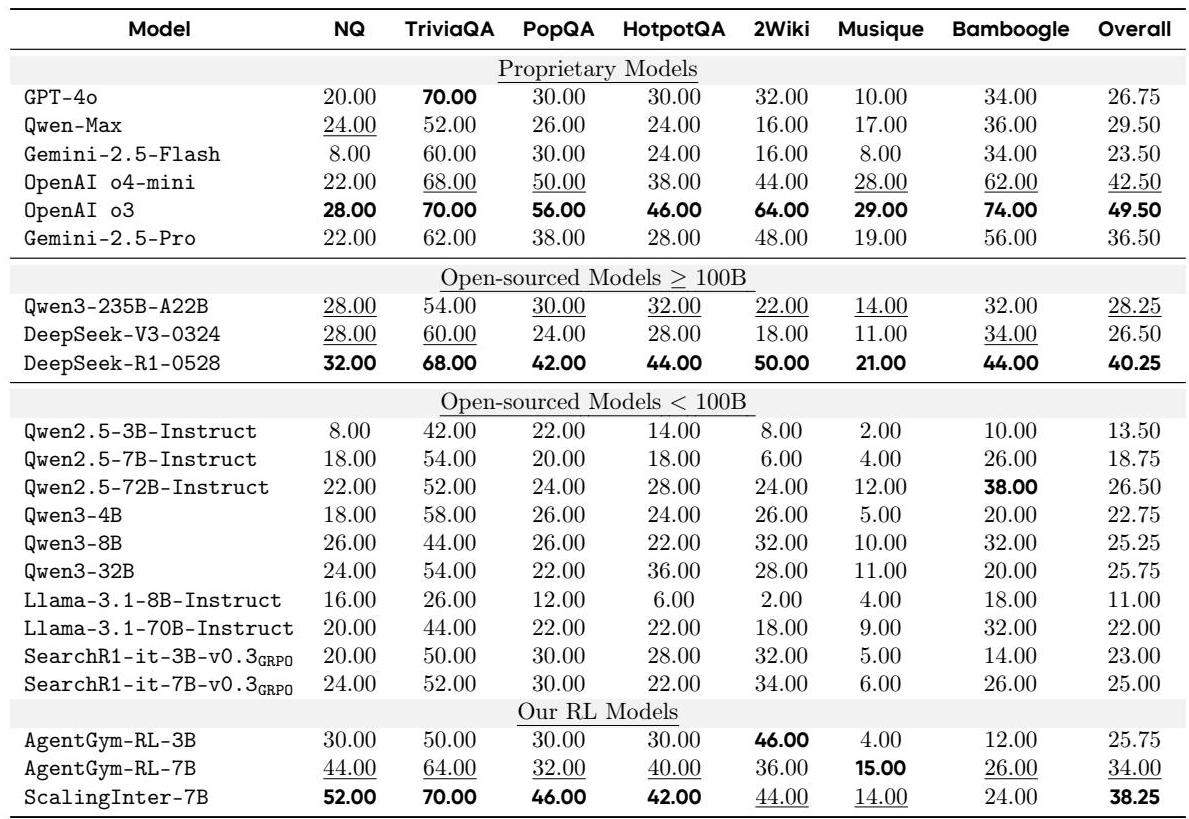 Model NQ TriviaQA PopQA HotpotQA 2Wiki Musique Bamboogle Overall
Proprietary Models
GPT-4o 20.00 70.00 30.00 30.00 32.00 10.00 34.00 26.75
Qwen-Max 24.00 52.00 26.00 24.00 16.00 17.00 36.00 29.50
Gemini-2.5-Flash 8.00 60.00 30.00 24.00 16.00 8.00 34.00 23.50
OpenAI o4-mini 22.00 68.00 50.00 38.00 44.00 28.00 62.00 42.50
OpenAI o3 28.00 70.00 56.00 46.00 64.00 29.00 74.00 49.50
Gemini-2.5-Pro 22.00 62.00 38.00 28.00 48.00 19.00 56.00 36.50
Open-sourced Models ≥ 100B
Qwen3-235B-A22B 28.00 54.00 30.00 32.00 22.00 14.00 32.00 28.25
DeepSeek-V3-0324 28.00 60.00 24.00 28.00 18.00 11.00 34.00 26.50
DeepSeek-R1-0528 32.00 68.00 42.00 44.00 50.00 21.00 44.00 40.25
Open-sourced Models < 100B
Qwen2.5-3B-Instruct 8.00 42.00 22.00 14.00 8.00 2.00 10.00 13.50
Qwen2.5-7B-Instruct 18.00 54.00 20.00 18.00 6.00 4.00 26.00 18.75
Qwen2.5-72B-Instruct 22.00 52.00 24.00 28.00 24.00 12.00 38.00 26.50
Qwen3-4B 18.00 58.00 26.00 24.00 26.00 5.00 20.00 22.75
Qwen3-8B 26.00 44.00 26.00 22.00 32.00 10.00 32.00 25.25
Qwen3-32B 24.00 54.00 22.00 36.00 28.00 11.00 20.00 25.75
Llama-3.1-8B-Instruct 16.00 26.00 12.00 6.00 2.00 4.00 18.00 11.00
Llama-3.1-70B-Instruct 20.00 44.00 22.00 22.00 18.00 9.00 32.00 22.00
SearchR1-it-3B-v0.3GRPO 20.00 50.00 30.00 28.00 32.00 5.00 14.00 23.00
SearchR1-it-7B-v0.3GRPO 24.00 52.00 30.00 22.00 34.00 6.00 26.00 25.00
Our RL Models
AgentGym-RL-3B 30.00 50.00 30.00 30.00 46.00 4.00 12.00 25.75
AgentGym-RL-7B 44.00 64.00 32.00 40.00 36.00 15.00 26.00 34.00
ScalingInter-7B 52.00 70.00 46.00 42.00 44.00 14.00 24.00 38.25